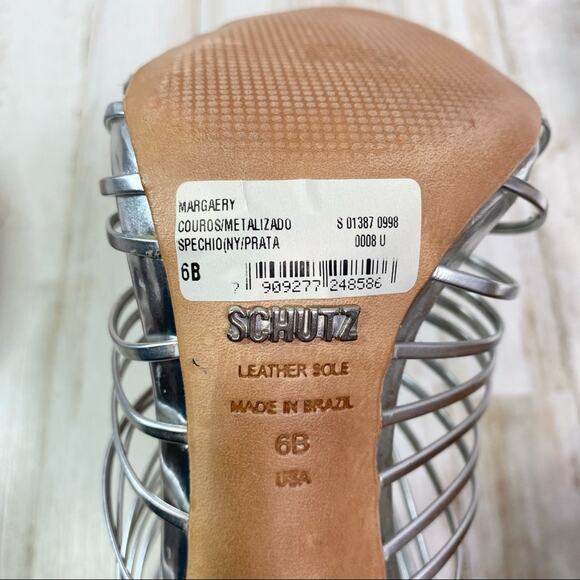 MARGAERY
COUROS/METALIZADO S 01387 0998
SPECHIO(NY/PRATA 0008 U
6B
7 909277 248586
SCHUTZ
LEATHER SOLE
MADE IN BRAZIL
6B
USA